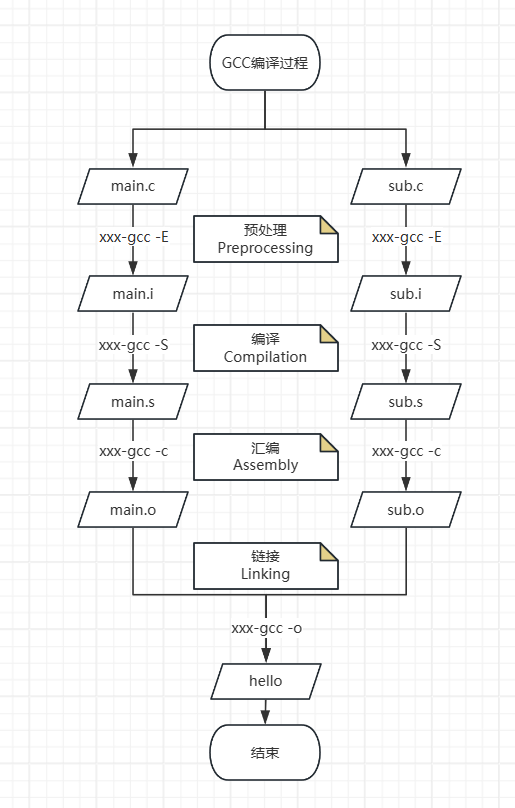 GCC编译过程
main.c
sub.c
xxx-gcc -E
预处理
Preprocessing
xxx-gcc -E
main.i
sub.i
xxx-gcc -S
编译
Compilation
xxx-gcc -S
main.s
sub.s
xxx-gcc -c
汇编
Assembly
xxx-gcc -c
main.o
sub.o
链接
Linking
xxx-gcc -o
hello
结束